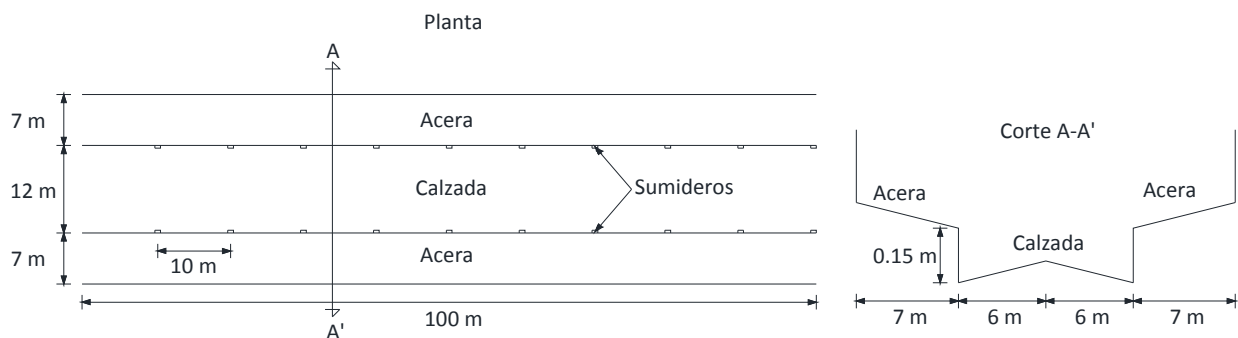 Planta
A
7 m
Acera
12 m
Calzada
Sumideros
7 m
Acera
10 m
100 m
A'
Corte A-A'
Acera
Acera
Calzada
0.15 m
7 m
6 m
6 m
7 m